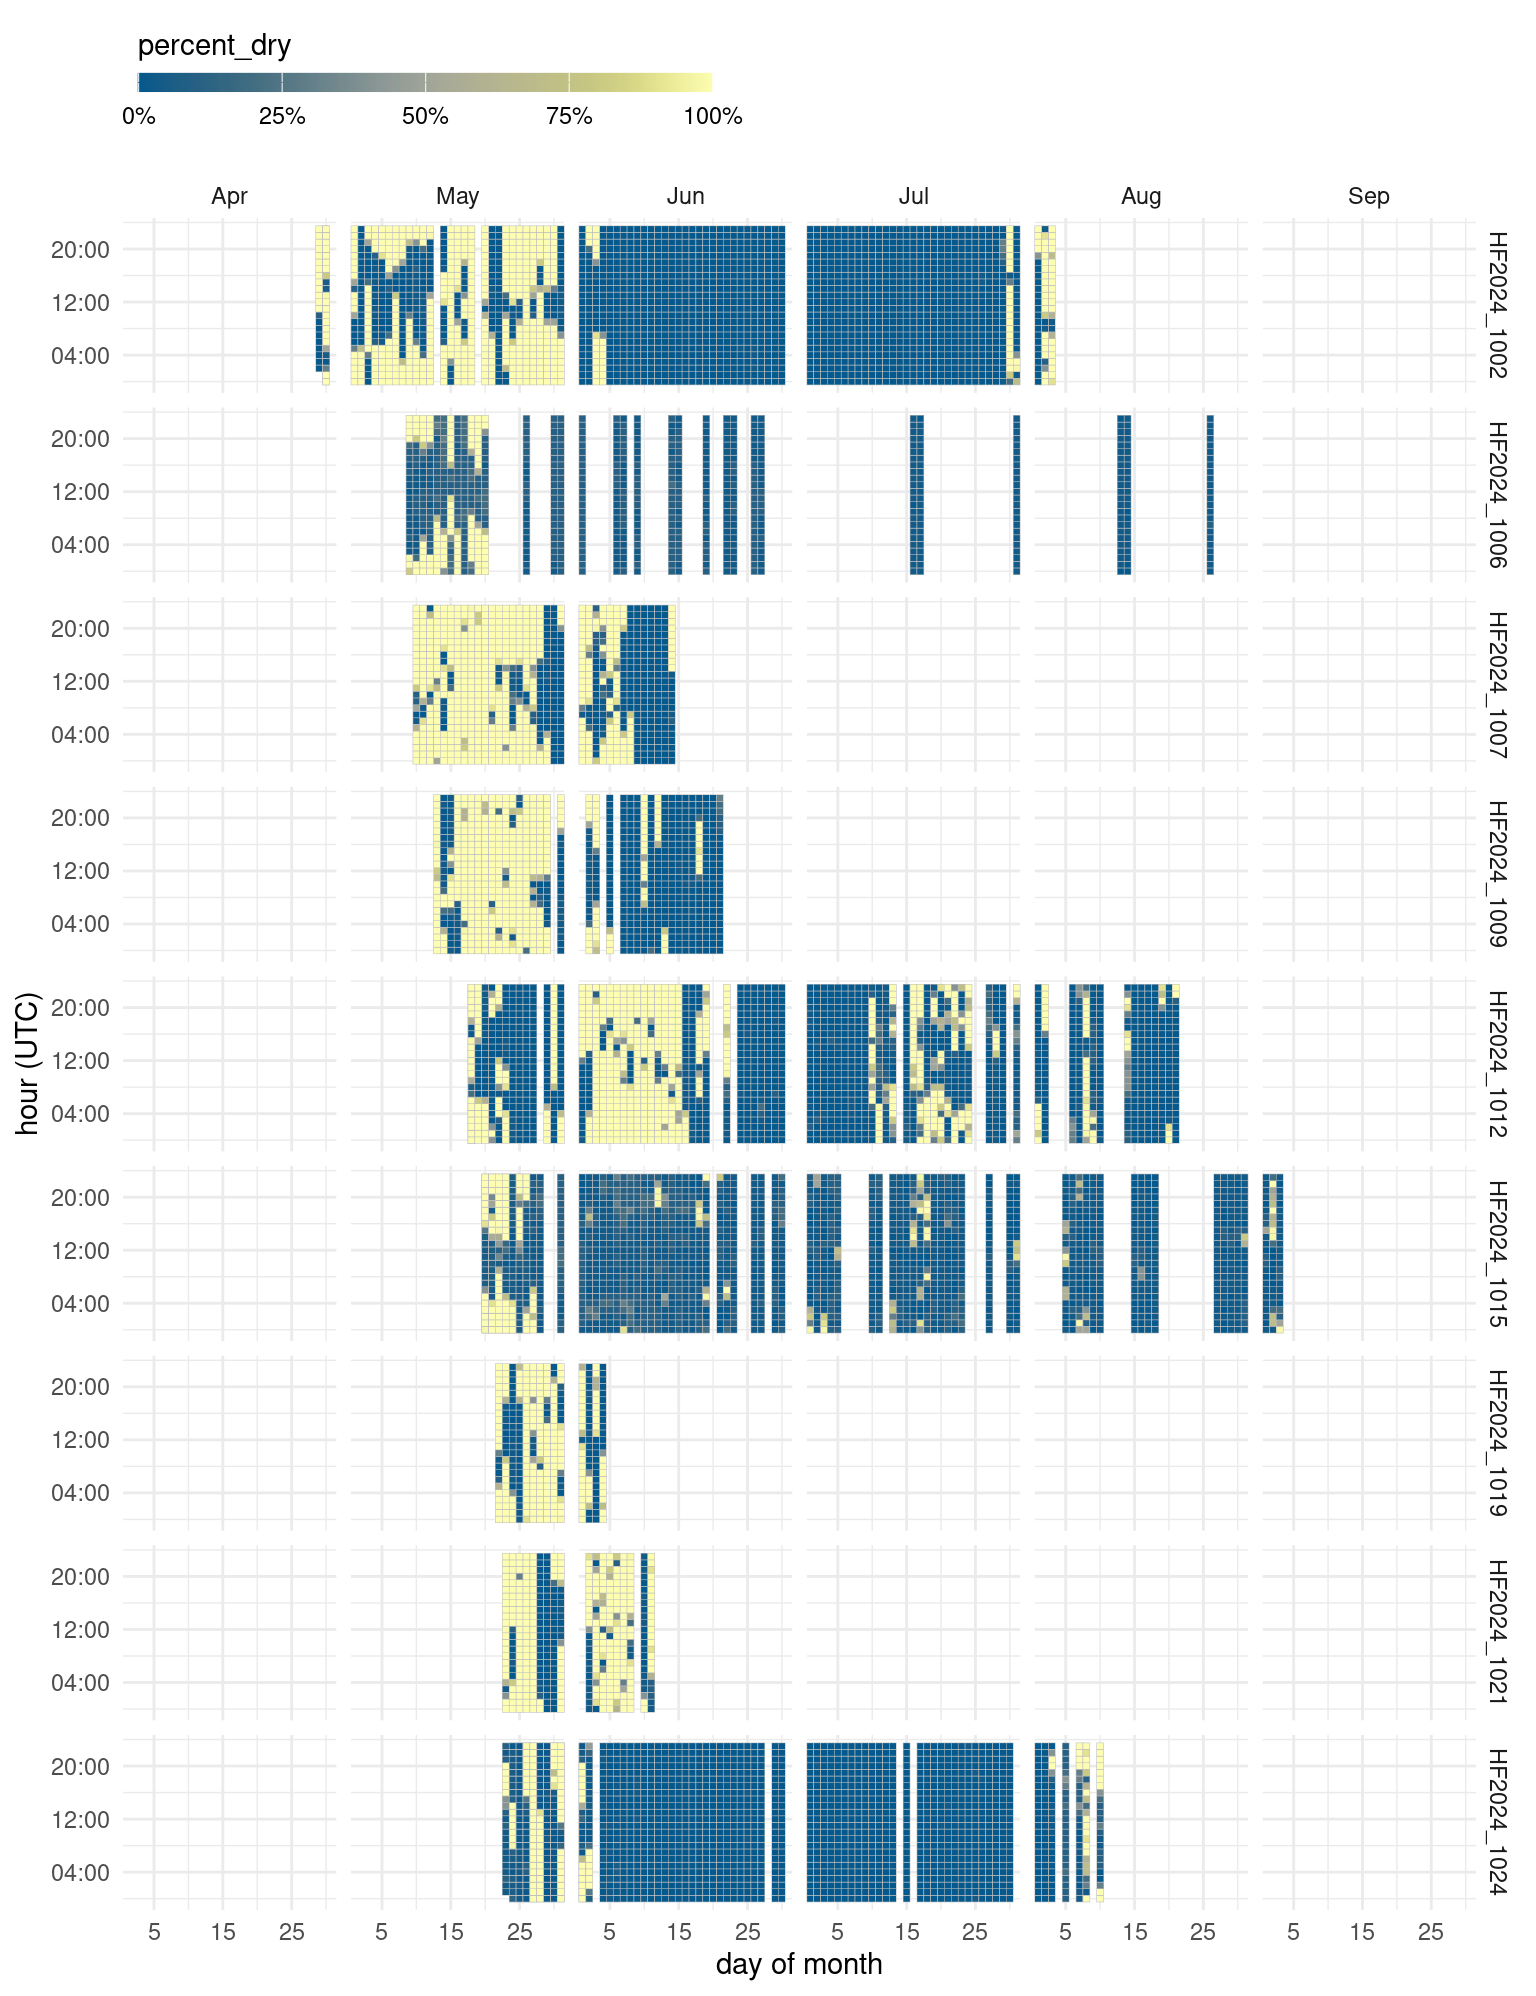 percent_dry
0% 25% 50% 75% 100%
Apr May Jun Jul Aug Sep
20:00
12:00
04:00
HF2024_1002
20:00
12:00
04:00
HF2024_1006
20:00
12:00
04:00
HF2024_1007
20:00
12:00
04:00
HF2024_1009
20:00
12:00
04:00
HF2024_1012
20:00
12:00
04:00
HF2024_1015
20:00
12:00
04:00
HF2024_1019
20:00
12:00
04:00
HF2024_1021
20:00
12:00
04:00
HF2024_1024
hour (UTC)
5 15 25 5 15 25 5 15 25 5 15 25 5 15 25 5 15 25
day of month